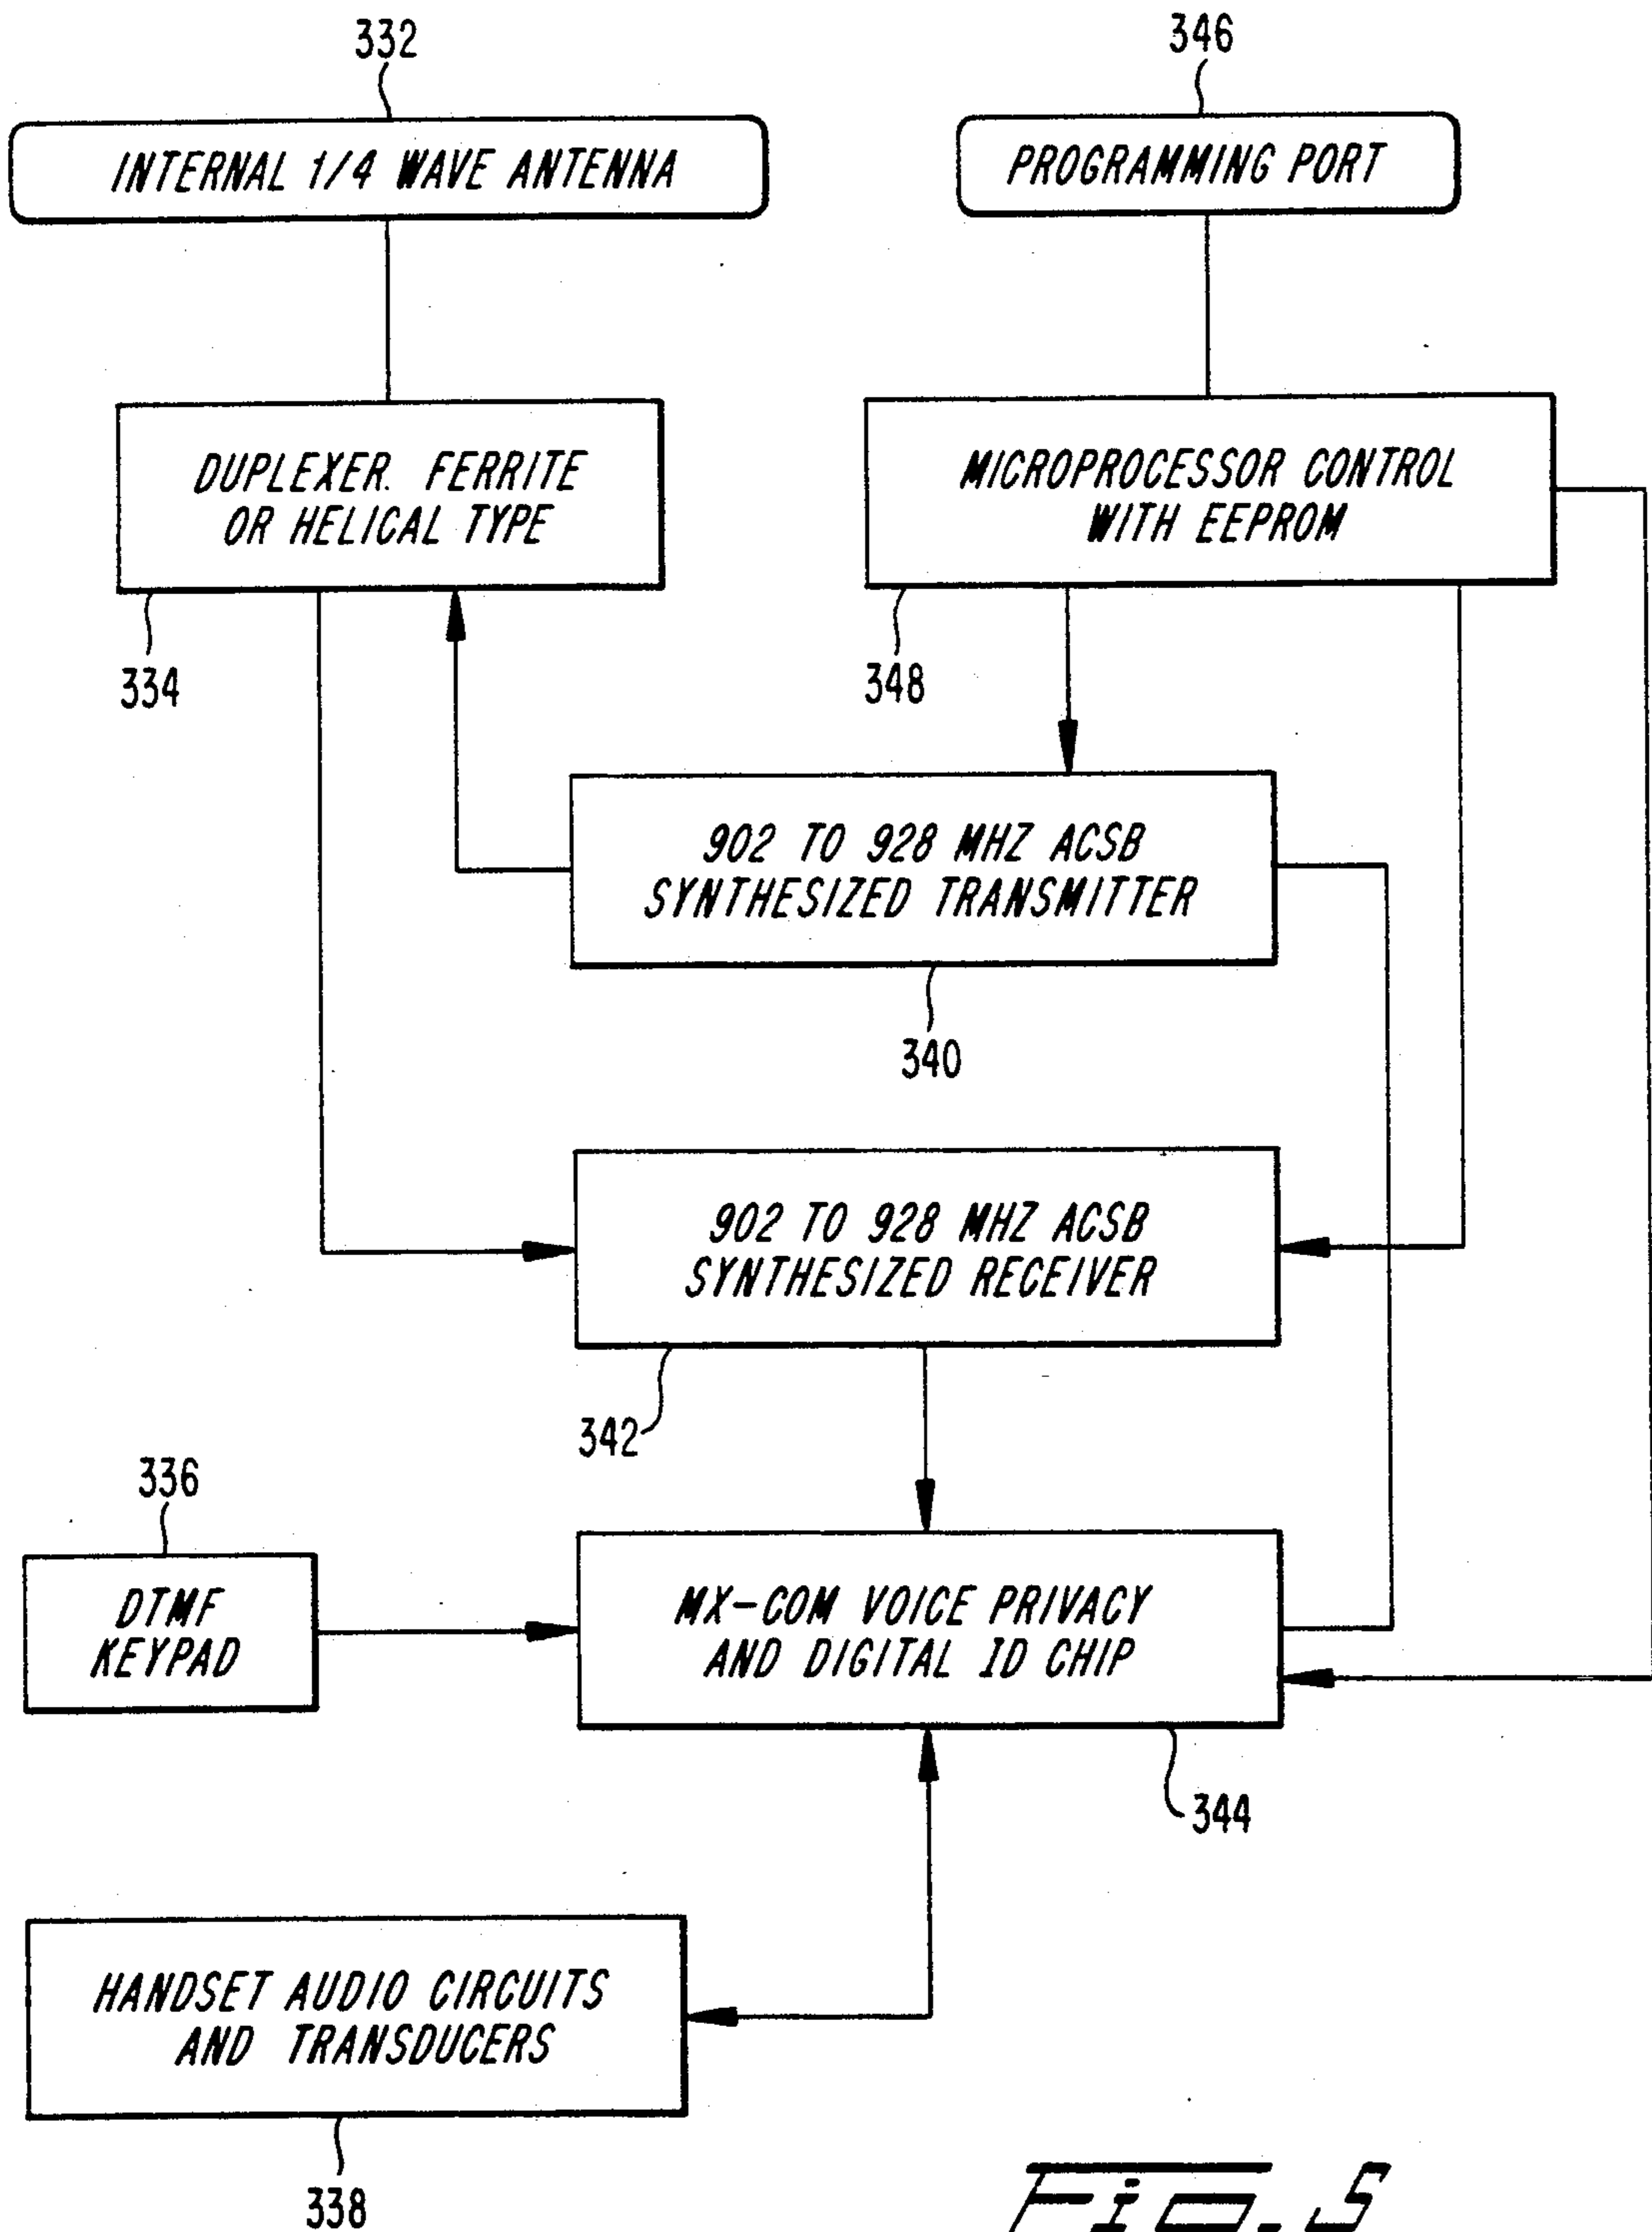 332
346
INTERNAL 1/4 WAVE ANTENNA
PROGRAMMING PORT
DUPLEXER. FERRITE
OR HELICAL TYPE
MICROPROCESSOR CONTROL
WITH EEPROM
334
348
902 TO 928 MHZ ACSB
SYNTHESIZED TRANSMITTER
340
902 TO 928 MHZ ACSB
SYNTHESIZED RECEIVER
342
336
DTMF
KEYPAD
MX-COM VOICE PRIVACY
AND DIGITAL ID CHIP
344
HANDSET AUDIO CIRCUITS
AND TRANSDUCERS
338
Fig. 5